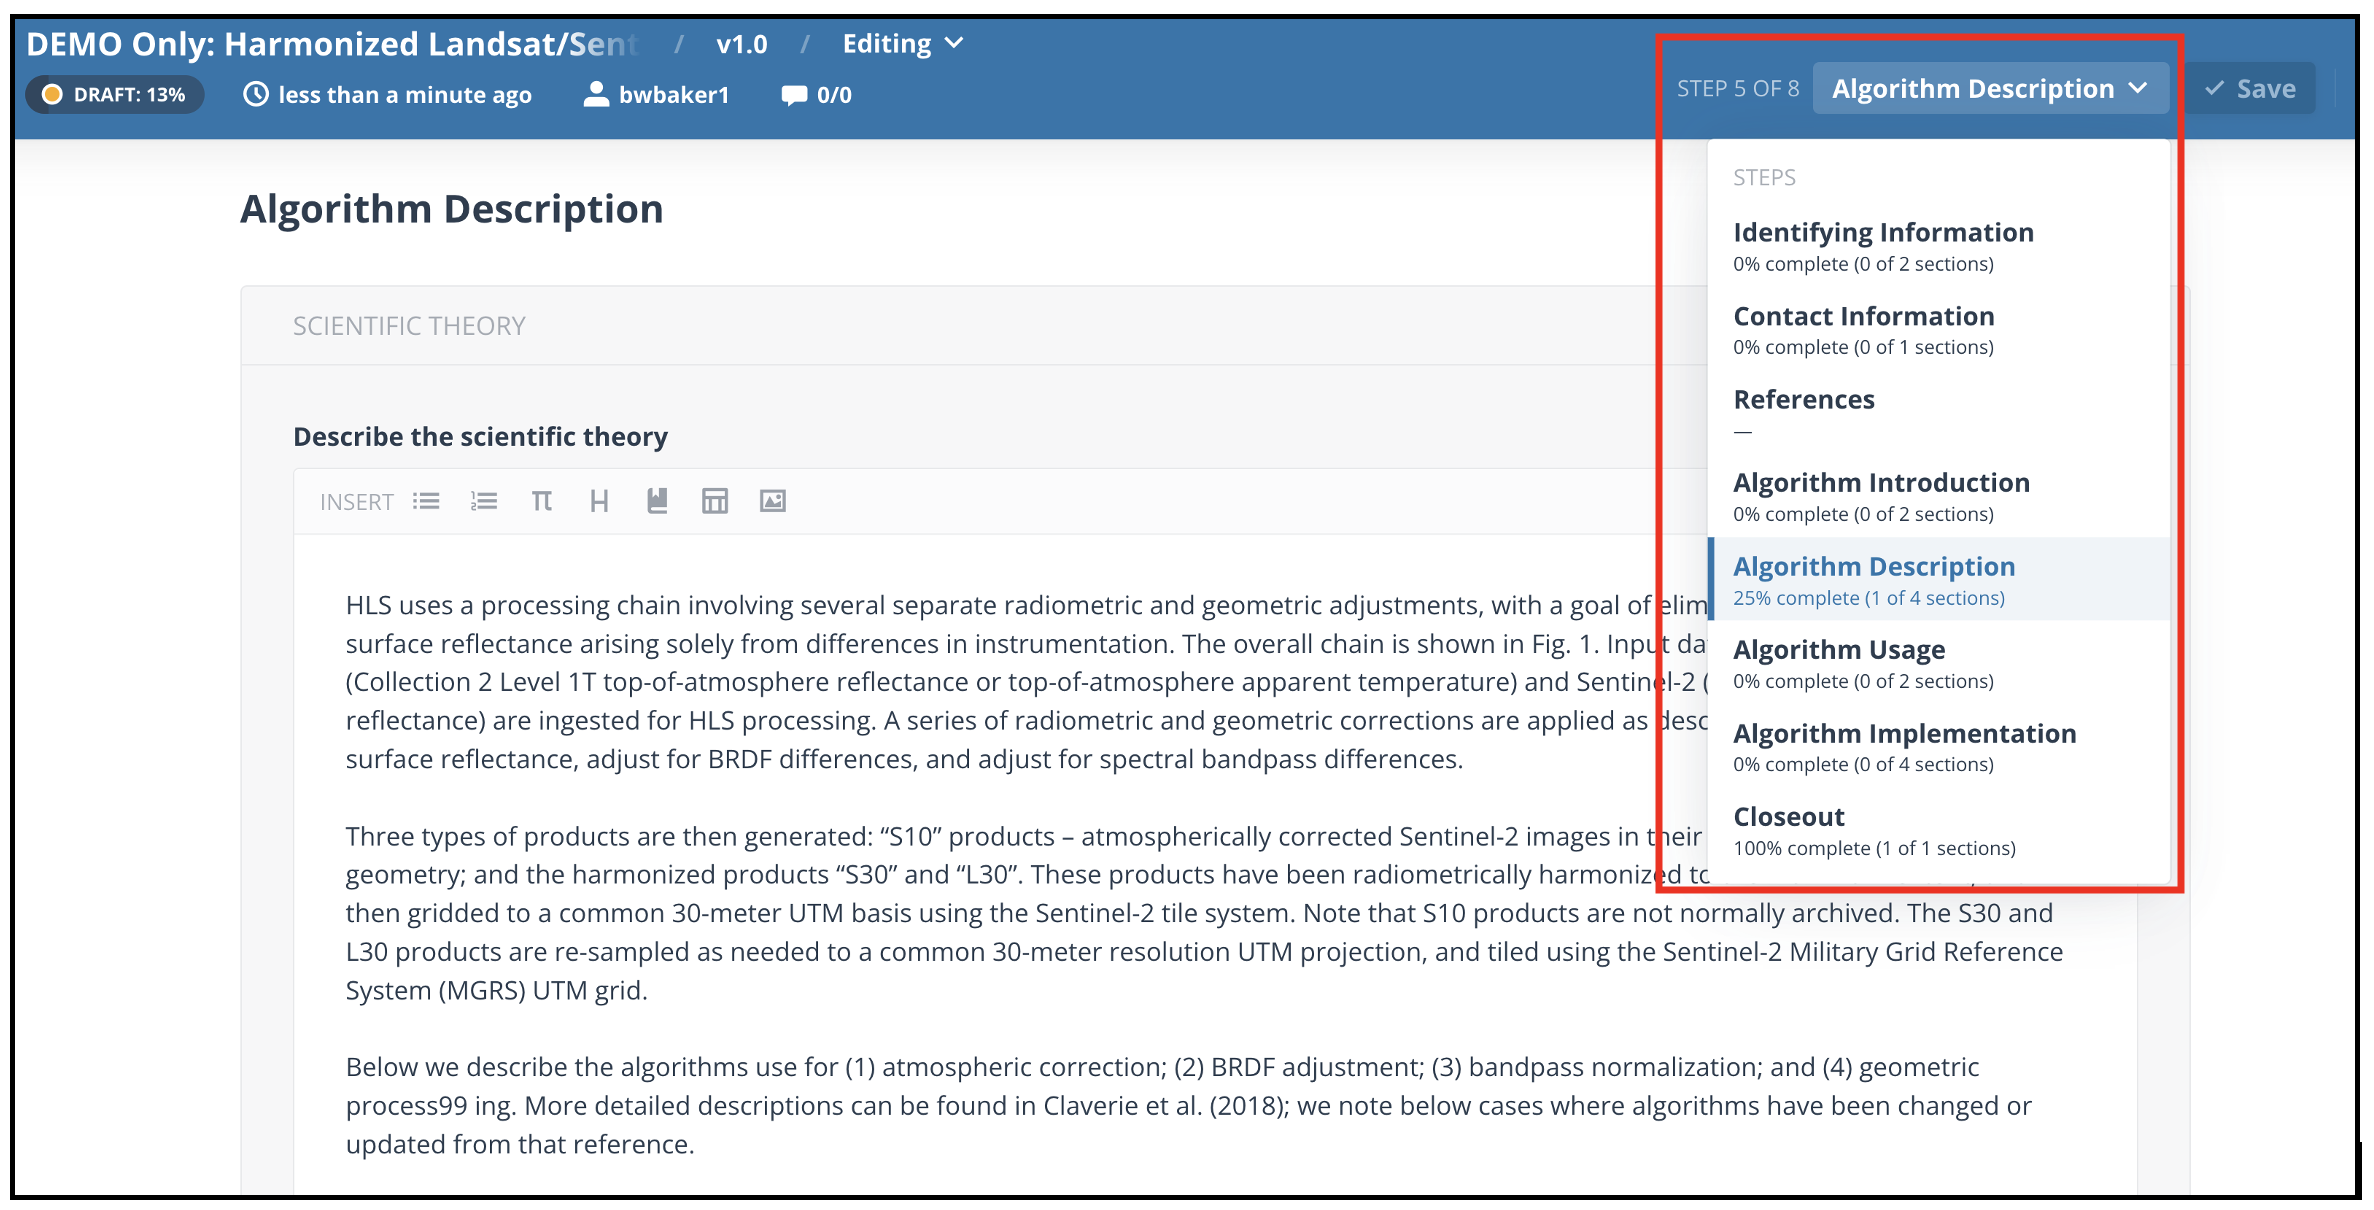 DEMO Only: Harmonized Landsat/Sent / v1.0 / Editing
DRAFT: 13% less than a minute ago bwbaker1 0/0
STEP 5 OF 8 Algorithm Description Save
Algorithm Description
SCIENTIFIC THEORY
Describe the scientific theory
INSERT
HLS uses a processing chain involving several separate radiometric and geometric adjustments, with a goal of elim
surface reflectance arising solely from differences in instrumentation. The overall chain is shown in Fig. 1. Input da
(Collection 2 Level 1T top-of-atmosphere reflectance or top-of-atmosphere apparent temperature) and Sentinel-2 (
reflectance) are ingested for HLS processing. A series of radiometric and geometric corrections are applied as desc
surface reflectance, adjust for BRDF differences, and adjust for spectral bandpass differences.
Three types of products are then generated: “S10” products – atmospherically corrected Sentinel-2 images in their
geometry; and the harmonized products “S30” and “L30”. These products have been radiometrically harmonized to
then gridded to a common 30-meter UTM basis using the Sentinel-2 tile system. Note that S10 products are not normally archived. The S30 and
L30 products are re-sampled as needed to a common 30-meter resolution UTM projection, and tiled using the Sentinel-2 Military Grid Reference
System (MGRS) UTM grid.
Below we describe the algorithms use for (1) atmospheric correction; (2) BRDF adjustment; (3) bandpass normalization; and (4) geometric
process99 ing. More detailed descriptions can be found in Claverie et al. (2018); we note below cases where algorithms have been changed or
updated from that reference.
STEPS
Identifying Information
0% complete (0 of 2 sections)
Contact Information
0% complete (0 of 1 sections)
References
—
Algorithm Introduction
0% complete (0 of 2 sections)
Algorithm Description
25% complete (1 of 4 sections)
Algorithm Usage
0% complete (0 of 2 sections)
Algorithm Implementation
0% complete (0 of 4 sections)
Closeout
100% complete (1 of 1 sections)